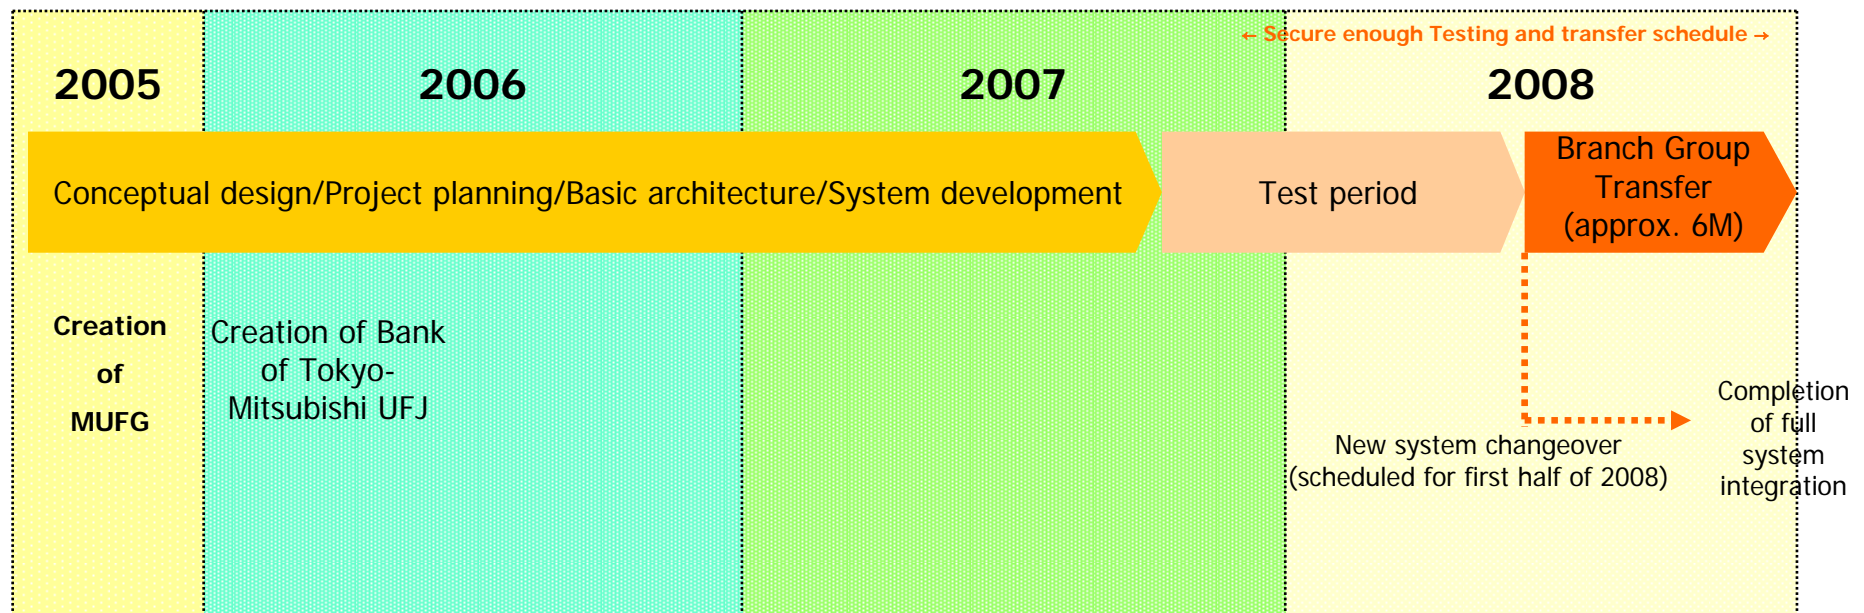 ← Secure enough Testing and transfer schedule →
2005
2006
2007
2008
Conceptual design/Project planning/Basic architecture/System development
Test period
Branch Group
Transfer
(approx. 6M)
Creation
of
MUFG
Creation of Bank
of Tokyo-
Mitsubishi UFJ
New system changeover
(scheduled for first half of 2008)
Completion
of full
system
integration